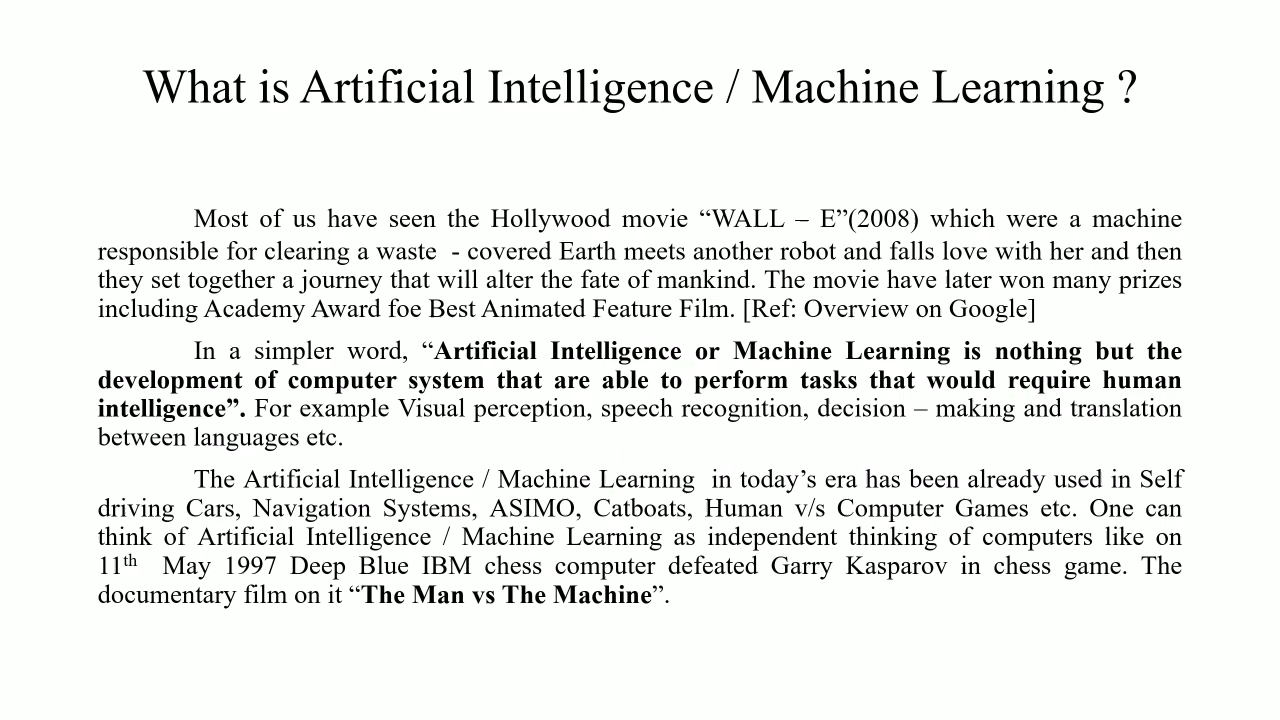 What is Artificial Intelligence / Machine Learning ?
Most of us have seen the Hollywood movie “WALL – E”(2008) which were a machine
responsible for clearing a waste - covered Earth meets another robot and falls love with her and then
they set together a journey that will alter the fate of mankind. The movie have later won many prizes
including Academy Award foe Best Animated Feature Film. [Ref: Overview on Google]
In a simpler word, “Artificial Intelligence or Machine Learning is nothing but the
development of computer system that are able to perform tasks that would require human
intelligence”. For example Visual perception, speech recognition, decision – making and translation
between languages etc.
The Artificial Intelligence / Machine Learning in today’s era has been already used in Self
driving Cars, Navigation Systems, ASIMO, Catboats, Human v/s Computer Games etc. One can
think of Artificial Intelligence / Machine Learning as independent thinking of computers like on
11th May 1997 Deep Blue IBM chess computer defeated Garry Kasparov in chess game. The
documentary film on it “The Man vs The Machine”.